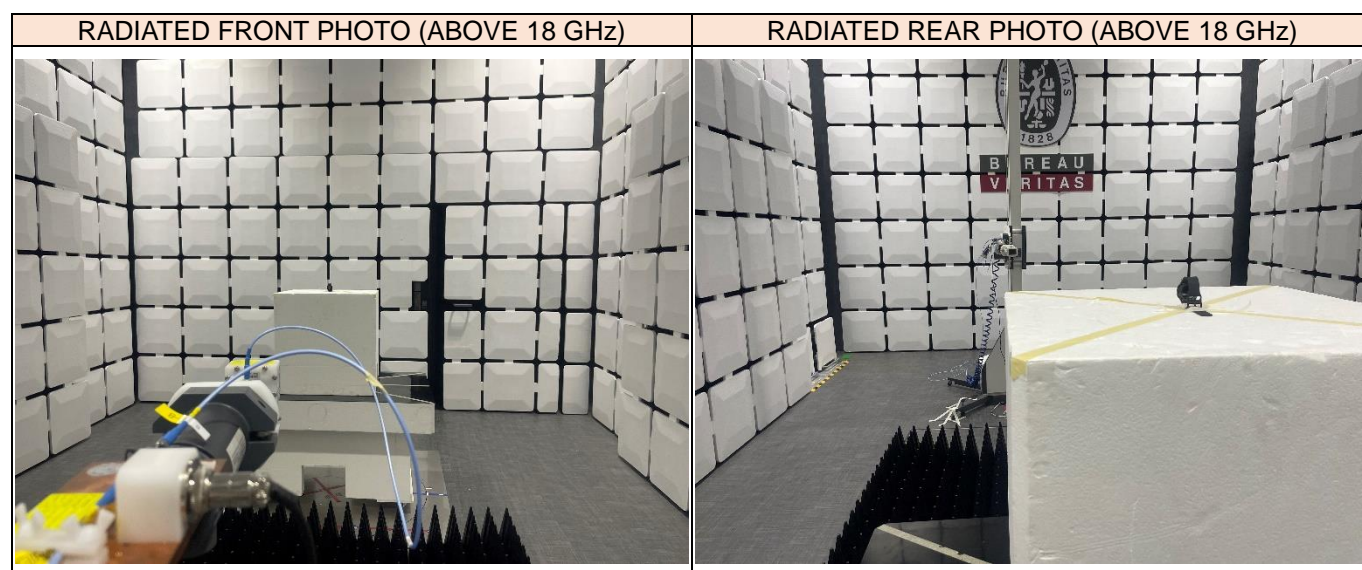 RADIATED FRONT PHOTO (ABOVE 18 GHz)
RADIATED REAR PHOTO (ABOVE 18 GHz)
1828
BUREAU
VERITAS